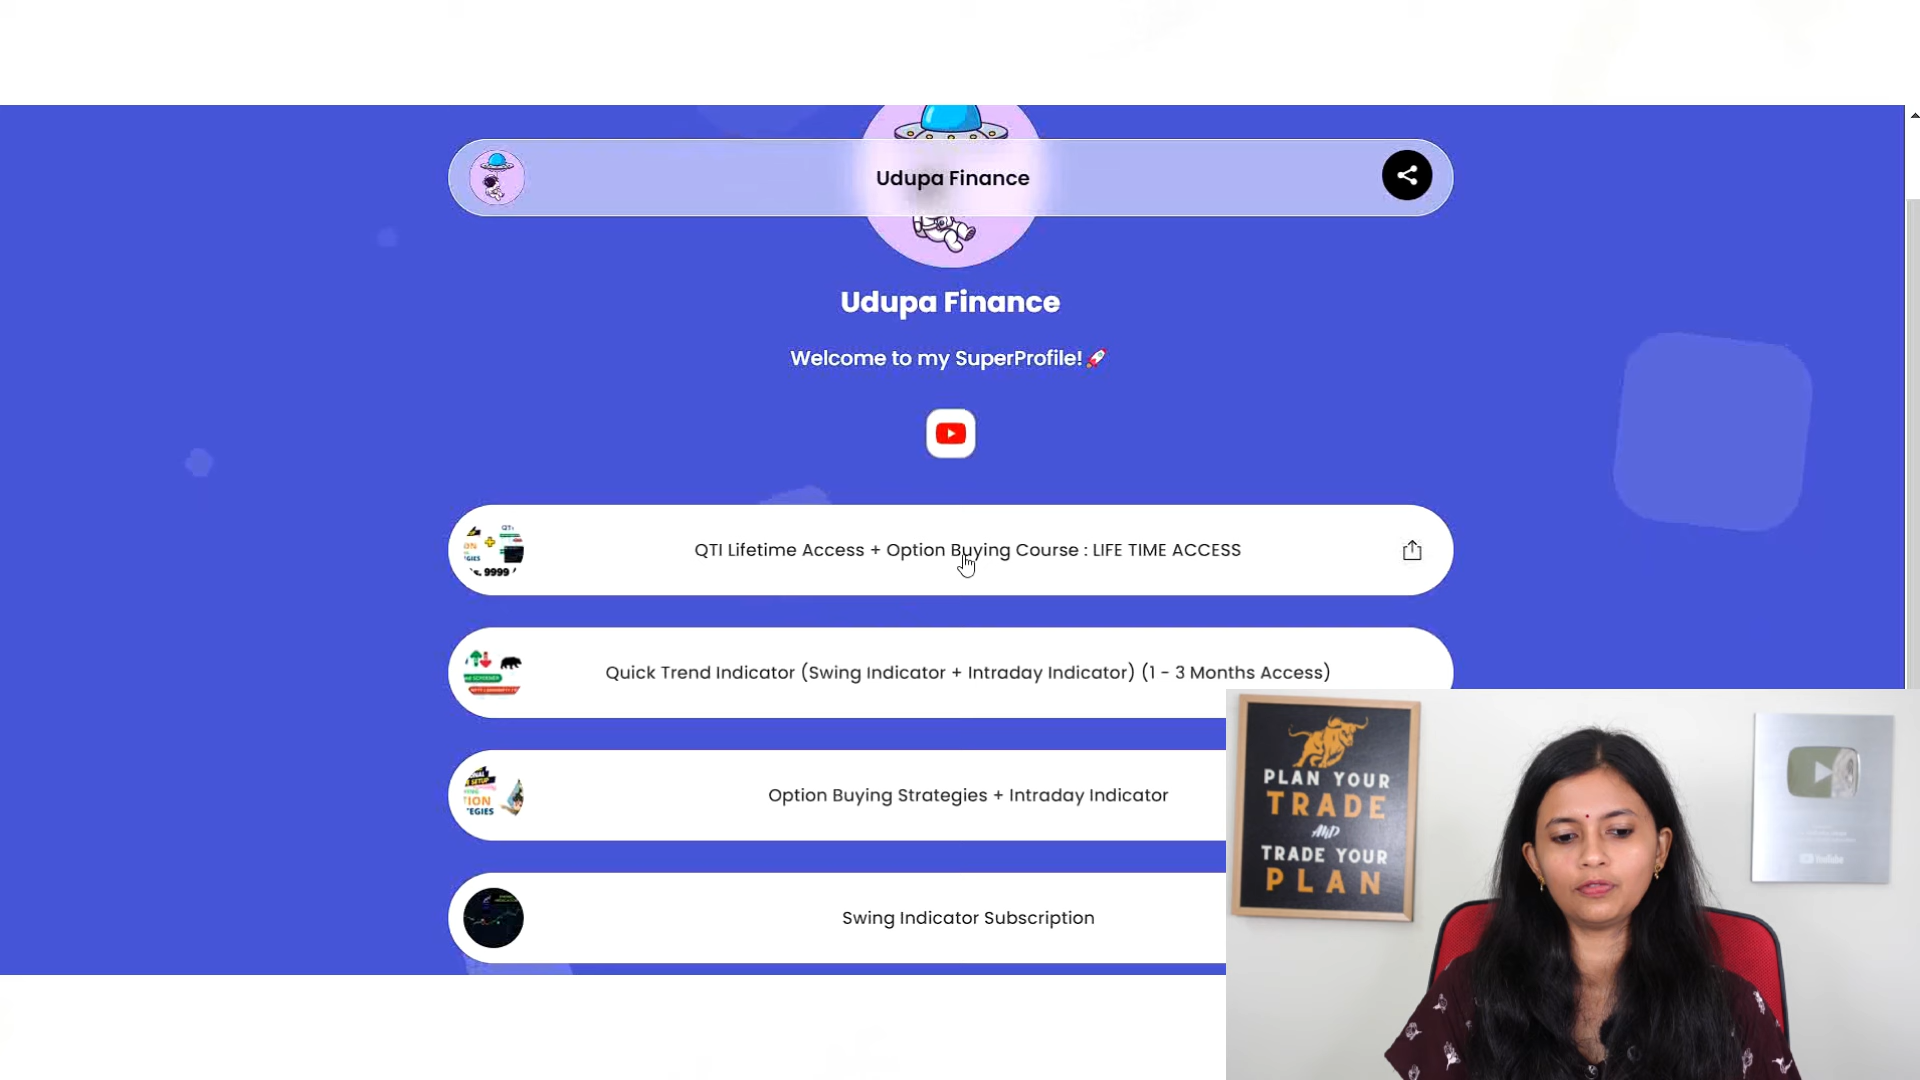 Udupa Finance
Udupa Finance
Welcome to my SuperProfile!🚀
QTI Lifetime Access + Option Buying Course : LIFE TIME ACCESS
9999
Quick Trend Indicator (Swing Indicator + Intraday Indicator) (1 - 3 Months Access)
Option Buying Strategies + Intraday Indicator
Swing Indicator Subscription
PLAN YOUR
TRADE
AND
TRADE YOUR
PLAN
YouTube